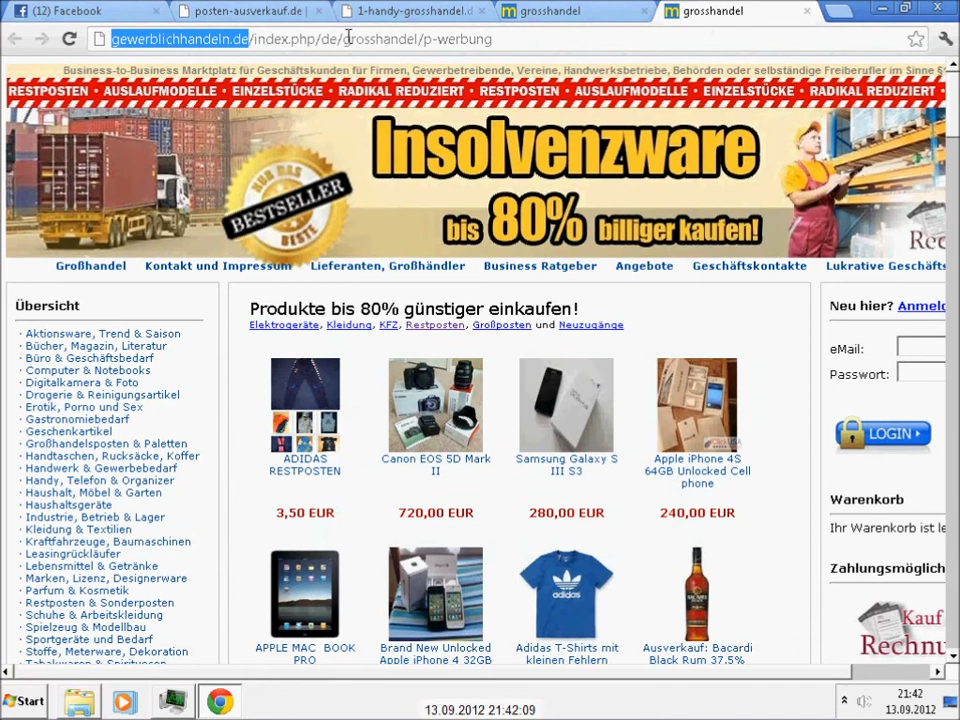 (12) Facebook
posten-ausverkauf.de |
1-handy-grosshandel.d
grosshandel
grosshandel
gewerblichhandeln.de/index.php/de/grosshandel/p-werbung
Business-to-Business Marktplatz für Geschäftskunden für Firmen, Gewerbetreibende, Vereine, Handwerksbetriebe, Behörden oder selbständige Freiberufler im Sinne §
RESTPOSTEN • AUSLAUFMODELLE • EINZELSTÜCKE • RADIKAL REDUZIERT • RESTPOSTEN • AUSLAUFMODELLE • EINZELSTÜCKE • RADIKAL REDUZIERT •
Insolvenzware
bis 80% billiger kaufen!
NUR DAS
BESTSELLER
BESTE
Rec
Großhandel
Kontakt und Impressum
Lieferanten, Großhändler
Business Ratgeber
Angebote
Geschäftskontakte
Lukrative Geschäfts
Übersicht
· Aktionsware, Trend & Saison
· Bücher, Magazin, Literatur
· Büro & Geschäftsbedarf
· Computer & Notebooks
· Digitalkamera & Foto
· Drogerie & Reinigungsartikel
· Erotik, Porno und Sex
· Gastronomiebedarf
· Geschenkartikel
· Großhandelsposten & Paletten
· Handtaschen, Rucksäcke, Koffer
· Handwerk & Gewerbebedarf
· Handy, Telefon & Organizer
· Haushalt, Möbel & Garten
· Haushaltsgeräte
· Industrie, Betrieb & Lager
· Kleidung & Textilien
· Kraftfahrzeuge, Baumaschinen
· Leasingrückläufer
· Lebensmittel & Getränke
· Marken, Lizenz, Designerware
· Parfum & Kosmetik
· Restposten & Sonderposten
· Schuhe & Arbeitskleidung
· Spielzeug & Modellbau
· Sportgeräte und Bedarf
· Stoffe, Meterware, Dekoration
· Tabakwaren & Spirituosen
Produkte bis 80% günstiger einkaufen!
Elektrogeräte, Kleidung, KFZ, Restposten, Großposten und Neuzugänge
ADIDAS
RESTPOSTEN
3,50 EUR
Canon EOS 5D Mark
II
720,00 EUR
Samsung Galaxy S
III S3
280,00 EUR
Apple iPhone 4S
64GB Unlocked Cell
phone
240,00 EUR
APPLE MAC BOOK
PRO
Brand New Unlocked
Apple iPhone 4 32GB
Adidas T-Shirts mit
kleinen Fehlern
Ausverkauf: Bacardi
Black Rum 37.5%
Neu hier? Anmeld
eMail:
Passwort:
LOGIN
Warenkorb
Ihr Warenkorb ist le
Zahlungsmöglich
Kauf
Rechnu
Start
13.09.2012 21:42:09
21:42
13.09.2012